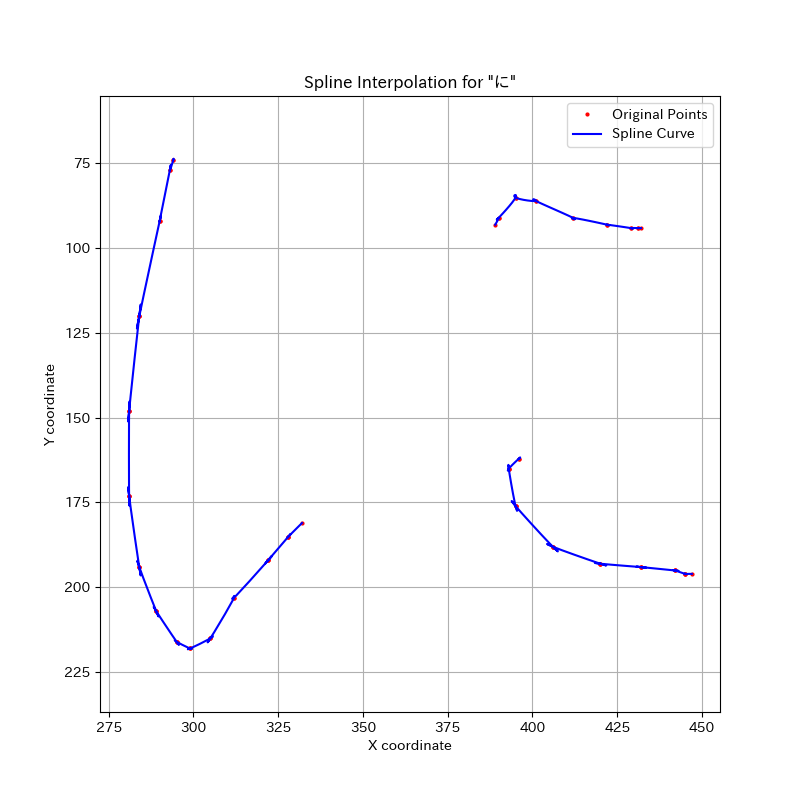 Spline Interpolation for "に"
Original Points
Spline Curve
75
100
125
150
175
200
225
Y coordinate
275 300 325 350 375 400 425 450
X coordinate